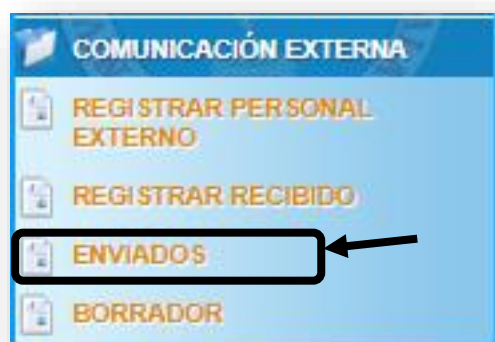 COMUNICACIÓN EXTERNA
REGISTRAR PERSONAL
EXTERNO
REGISTRAR RECIBIDO
ENVIADOS
BORRADOR